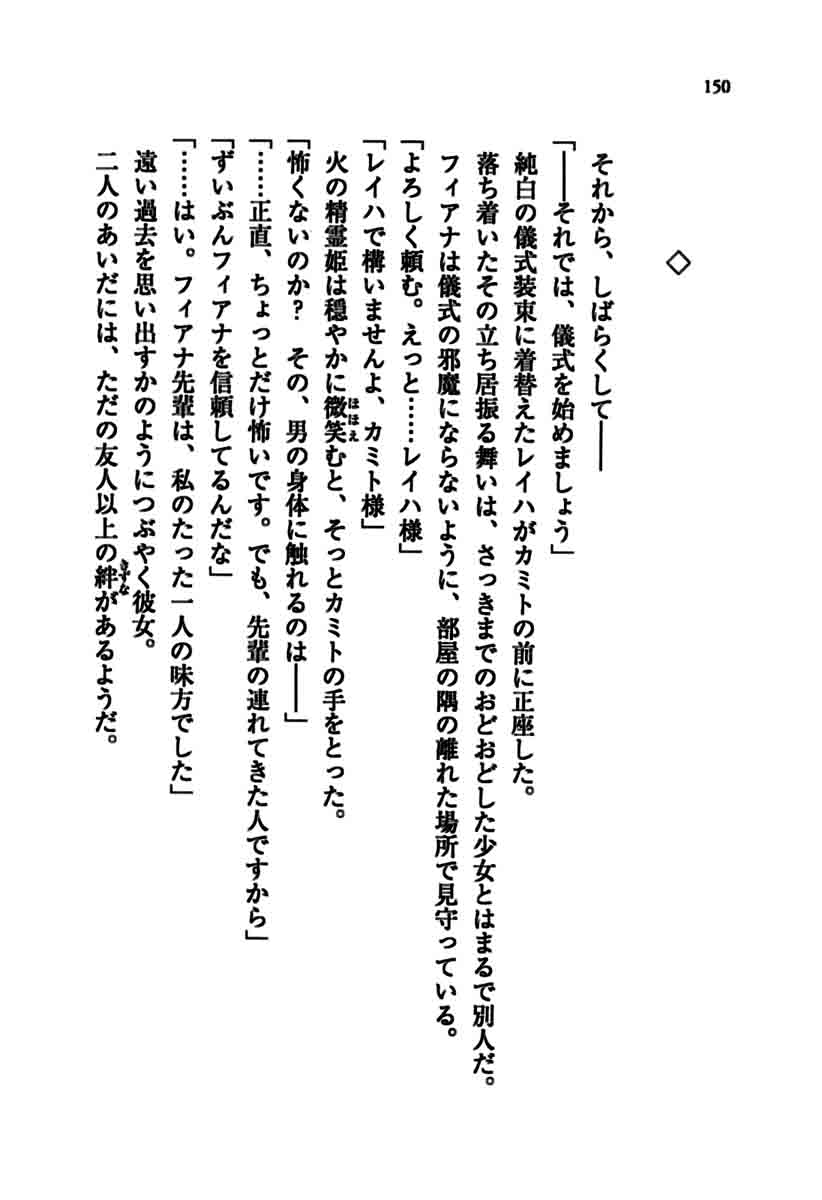 150
◇
それから、しばらくして――
「――それでは、儀式を始めましょう」
純白の儀式装束に着替えたレイハがカミトの前に正座した。
落ち着いたその立ち居振る舞いは、さっきまでのおどおどした少女とはまるで別人だ。
フィアナは儀式の邪魔にならないように、部屋の隅の離れた場所で見守っている。
「よろしく頼む。えっと……レイハ様」
「レイハで構いませんよ、カミト様」
火の精霊姫は穏やかに微笑むと、そっとカミトの手をとった。
ほほえ
「怖くないのか？　その、男の身体に触れるのは――」
「……正直、ちょっとだけ怖いです。でも、先輩の連れてきた人ですから」
「ずいぶんフィアナを信頼してるんだな」
「……はい。フィアナ先輩は、私のたった一人の味方でした」
遠い過去を思い出すかのようにつぶやく彼女。
二人のあいだには、ただの友人以上の絆があるようだ。
きずな